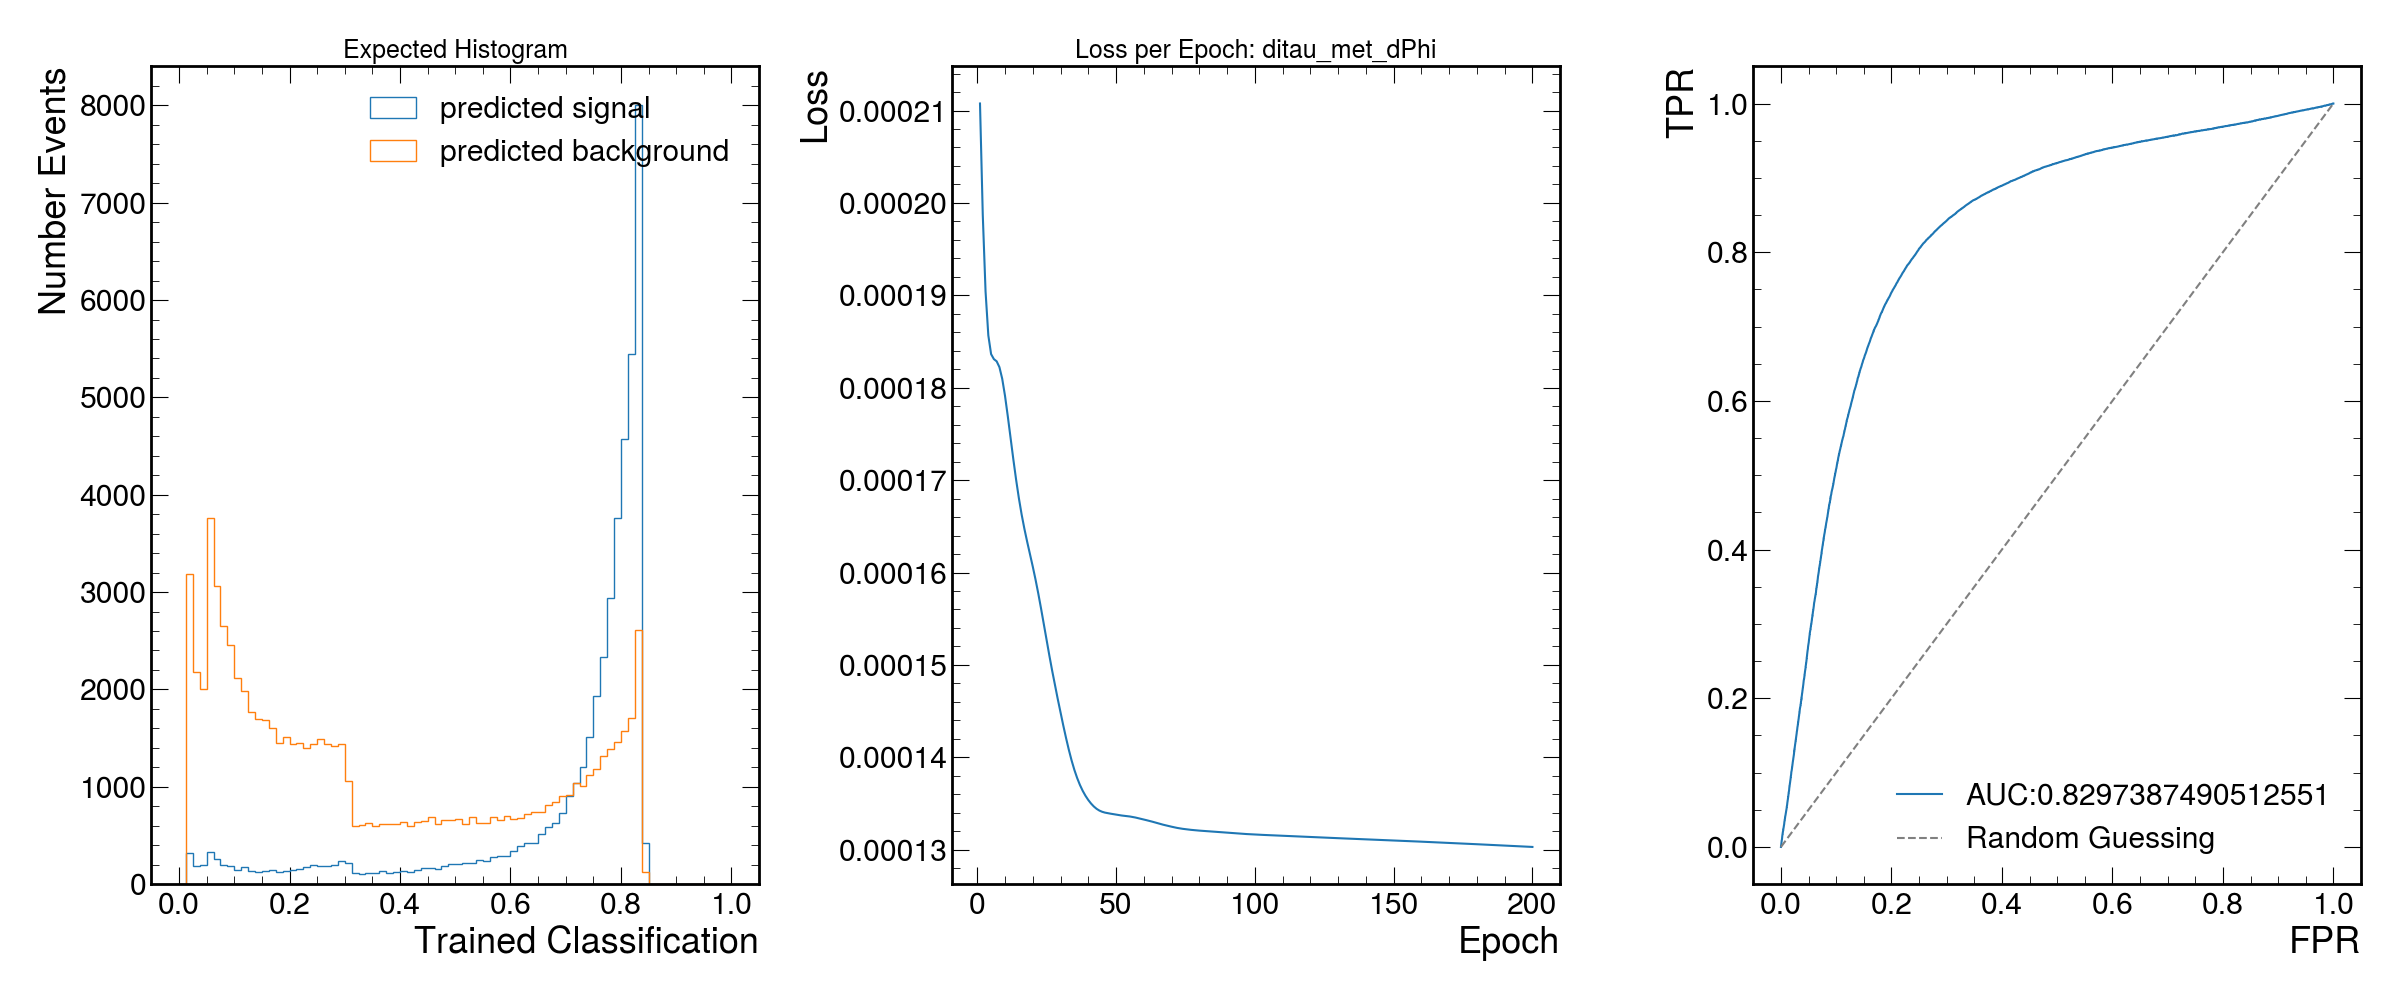 Expected Histogram
Number Events
8000
7000
6000
5000
4000
3000
2000
1000
0
predicted signal
predicted background
0.0 0.2 0.4 0.6 0.8 1.0
Trained Classification
Loss per Epoch: ditau_met_dPhi
Loss
0.00021
0.00020
0.00019
0.00018
0.00017
0.00016
0.00015
0.00014
0.00013
0 50 100 150 200
Epoch
TPR
1.0
0.8
0.6
0.4
0.2
0.0
AUC:0.8297387490512551
Random Guessing
0.0 0.2 0.4 0.6 0.8 1.0
FPR